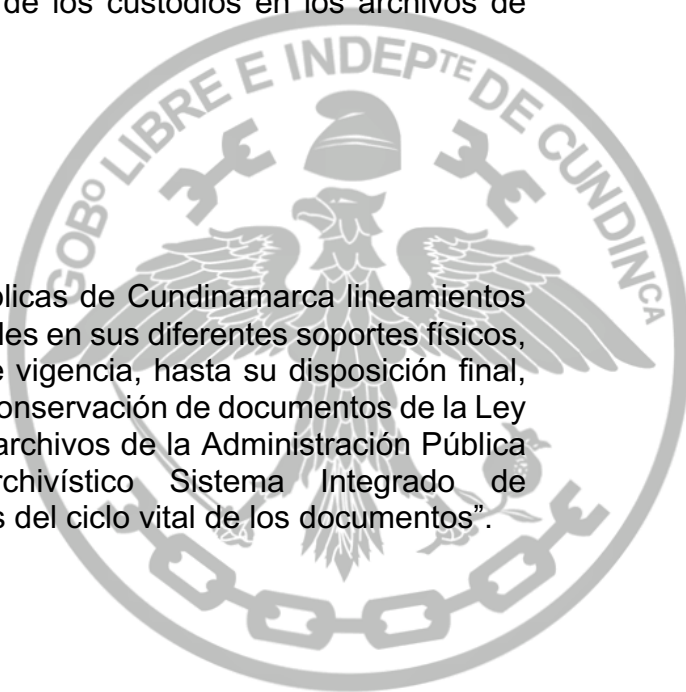 de los custodios en los archivos de
GOBº LIBRE E INDEPTE DE CUNDINCA
licas de Cundinamarca lineamientos
les en sus diferentes soportes físicos,
vigencia, hasta su disposición final,
onservación de documentos de la Ley
archivos de la Administración Pública
rchivístico Sistema Integrado de
s del ciclo vital de los documentos”.